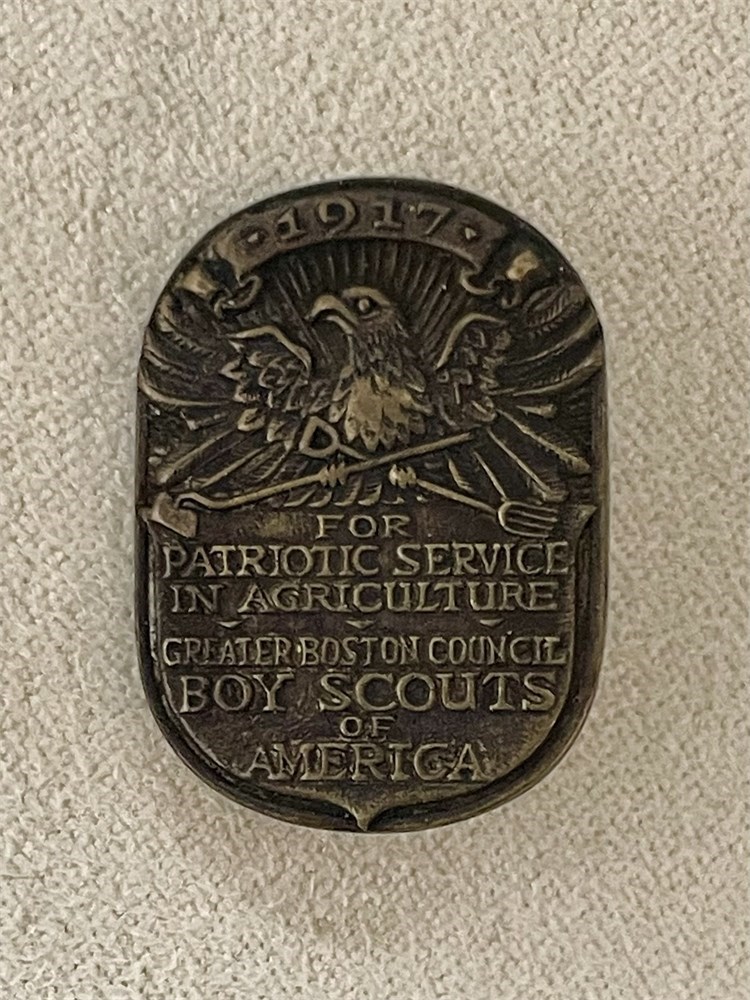 ·1917·
FOR
PATRIOTIC SERVICE
IN AGRICULTURE
GREATER BOSTON COUNCIL
BOY SCOUTS
OF
AMERICA